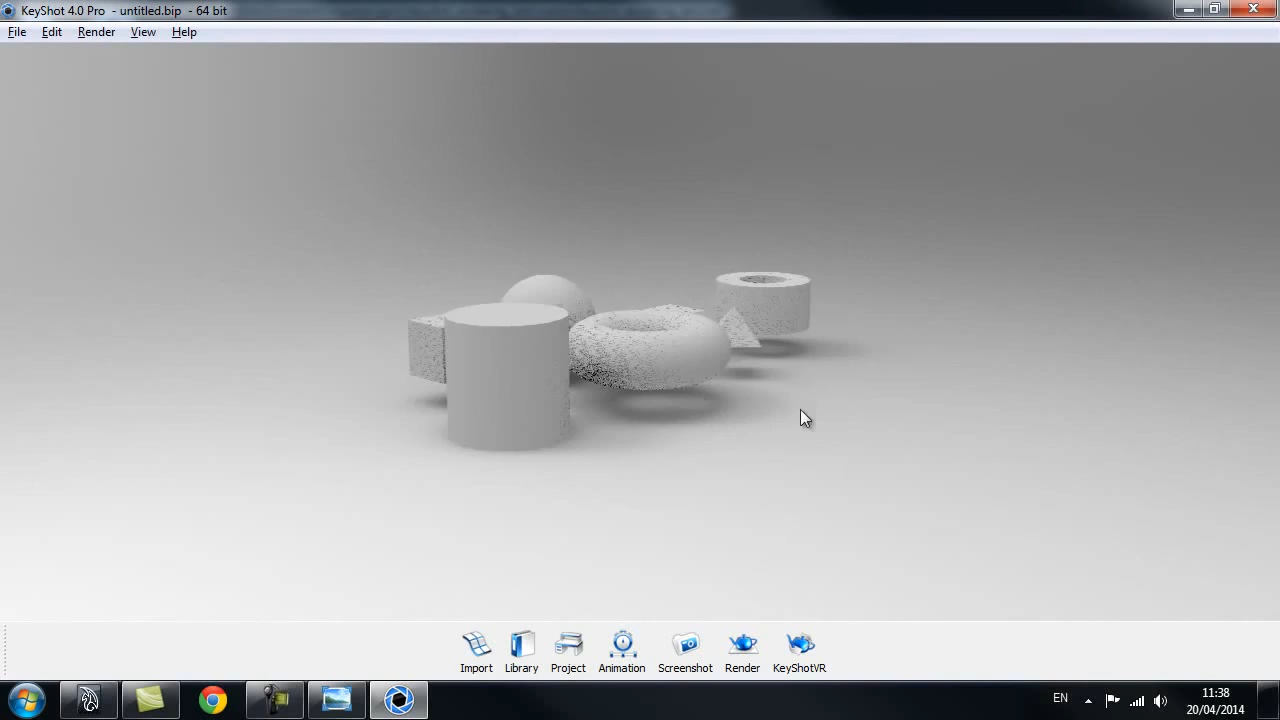 KeyShot 4.0 Pro - untitled.bip - 64 bit
File Edit Render View Help
Import Library Project Animation Screenshot Render KeyShotVR
EN
11:38
20/04/2014